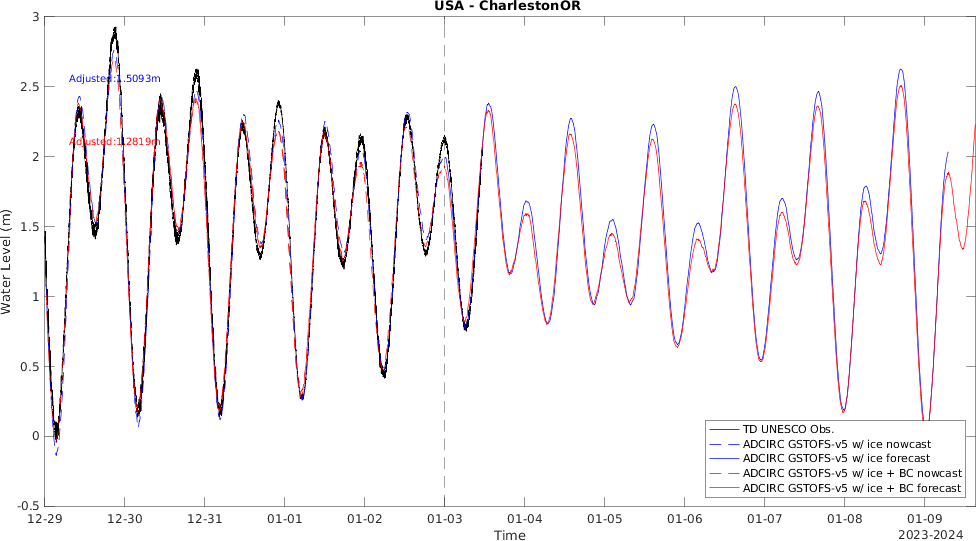 USA - CharlestonOR
3
2.5
2
1.5
1
0.5
0
-0.5
Water Level (m)
Adjusted:1.5093m
Adjusted:1.2819m
TD UNESCO Obs.
ADCIRC GSTOFS-v5 w/ ice nowcast
ADCIRC GSTOFS-v5 w/ ice forecast
ADCIRC GSTOFS-v5 w/ ice + BC nowcast
ADCIRC GSTOFS-v5 w/ ice + BC forecast
12-29 12-30 12-31 01-01 01-02 01-03 01-04 01-05 01-06 01-07 01-08 01-09
Time
2023-2024